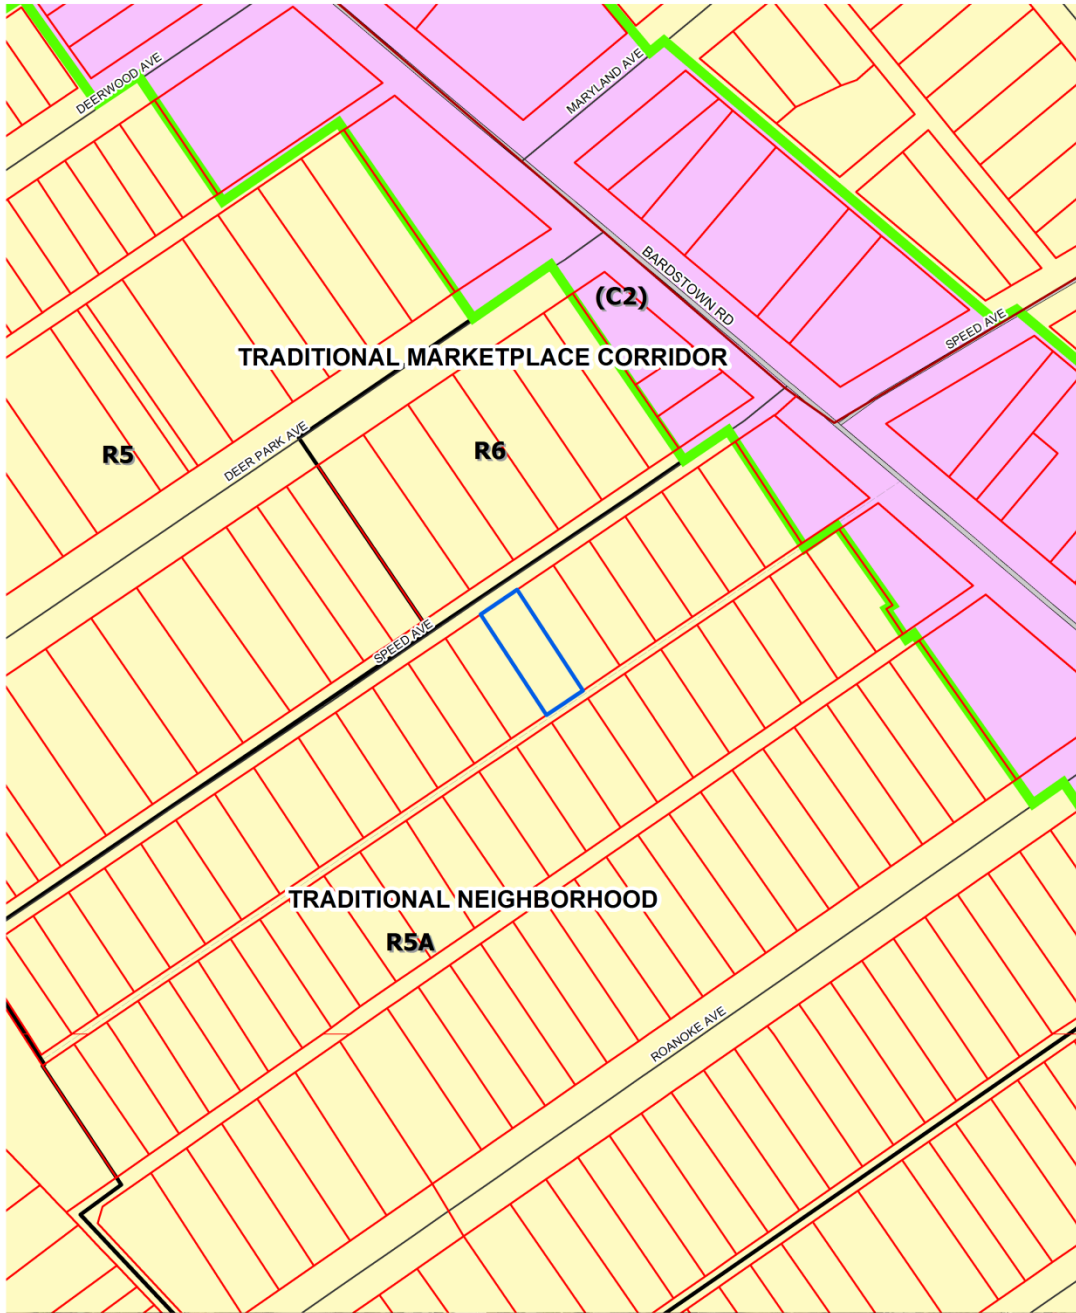 DEERWOOD AVE
MARYLAND AVE
BARDSTOWN RD
(C2)
SPEED AVE
TRADITIONAL MARKETPLACE CORRIDOR
R5
DEER PARK AVE
R6
SPEED AVE
TRADITIONAL NEIGHBORHOOD
R5A
ROANOKE AVE